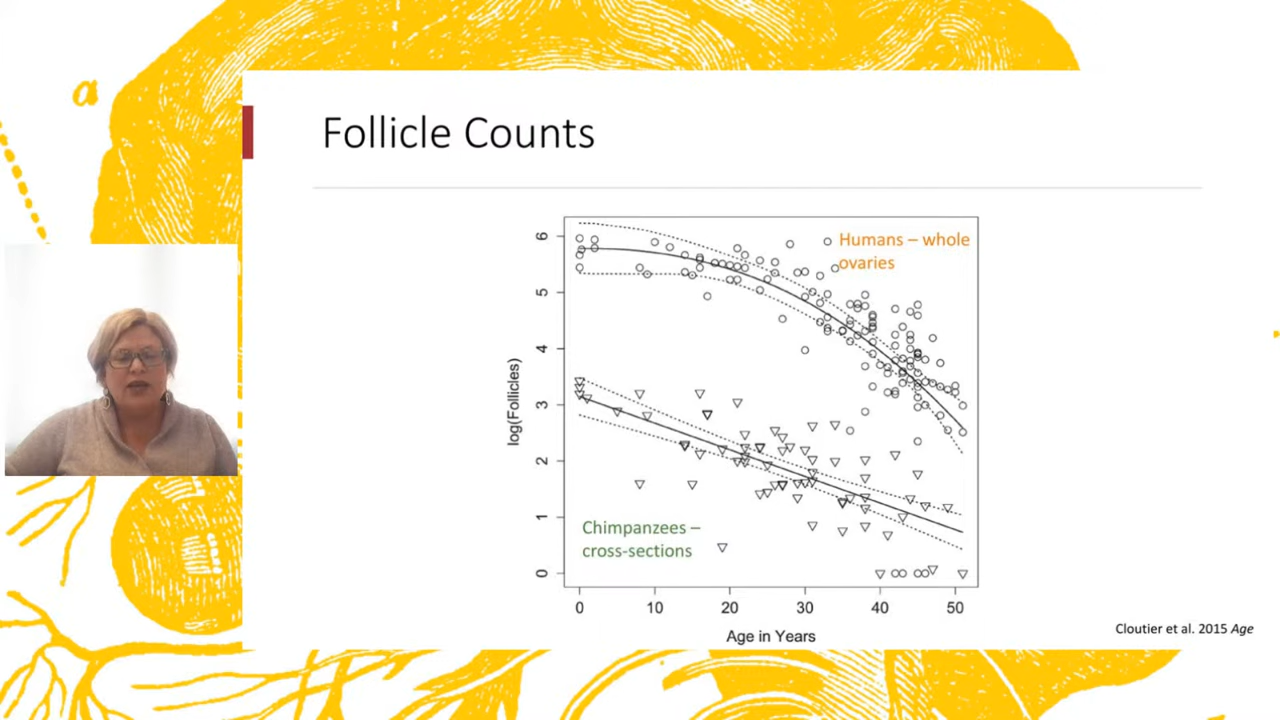 a
Follicle Counts
Humans – whole
ovaries
Chimpanzees –
cross-sections
log(Follicles)
6
5
4
3
2
1
0
0 10 20 30 40 50
Age in Years
Cloutier et al. 2015 Age